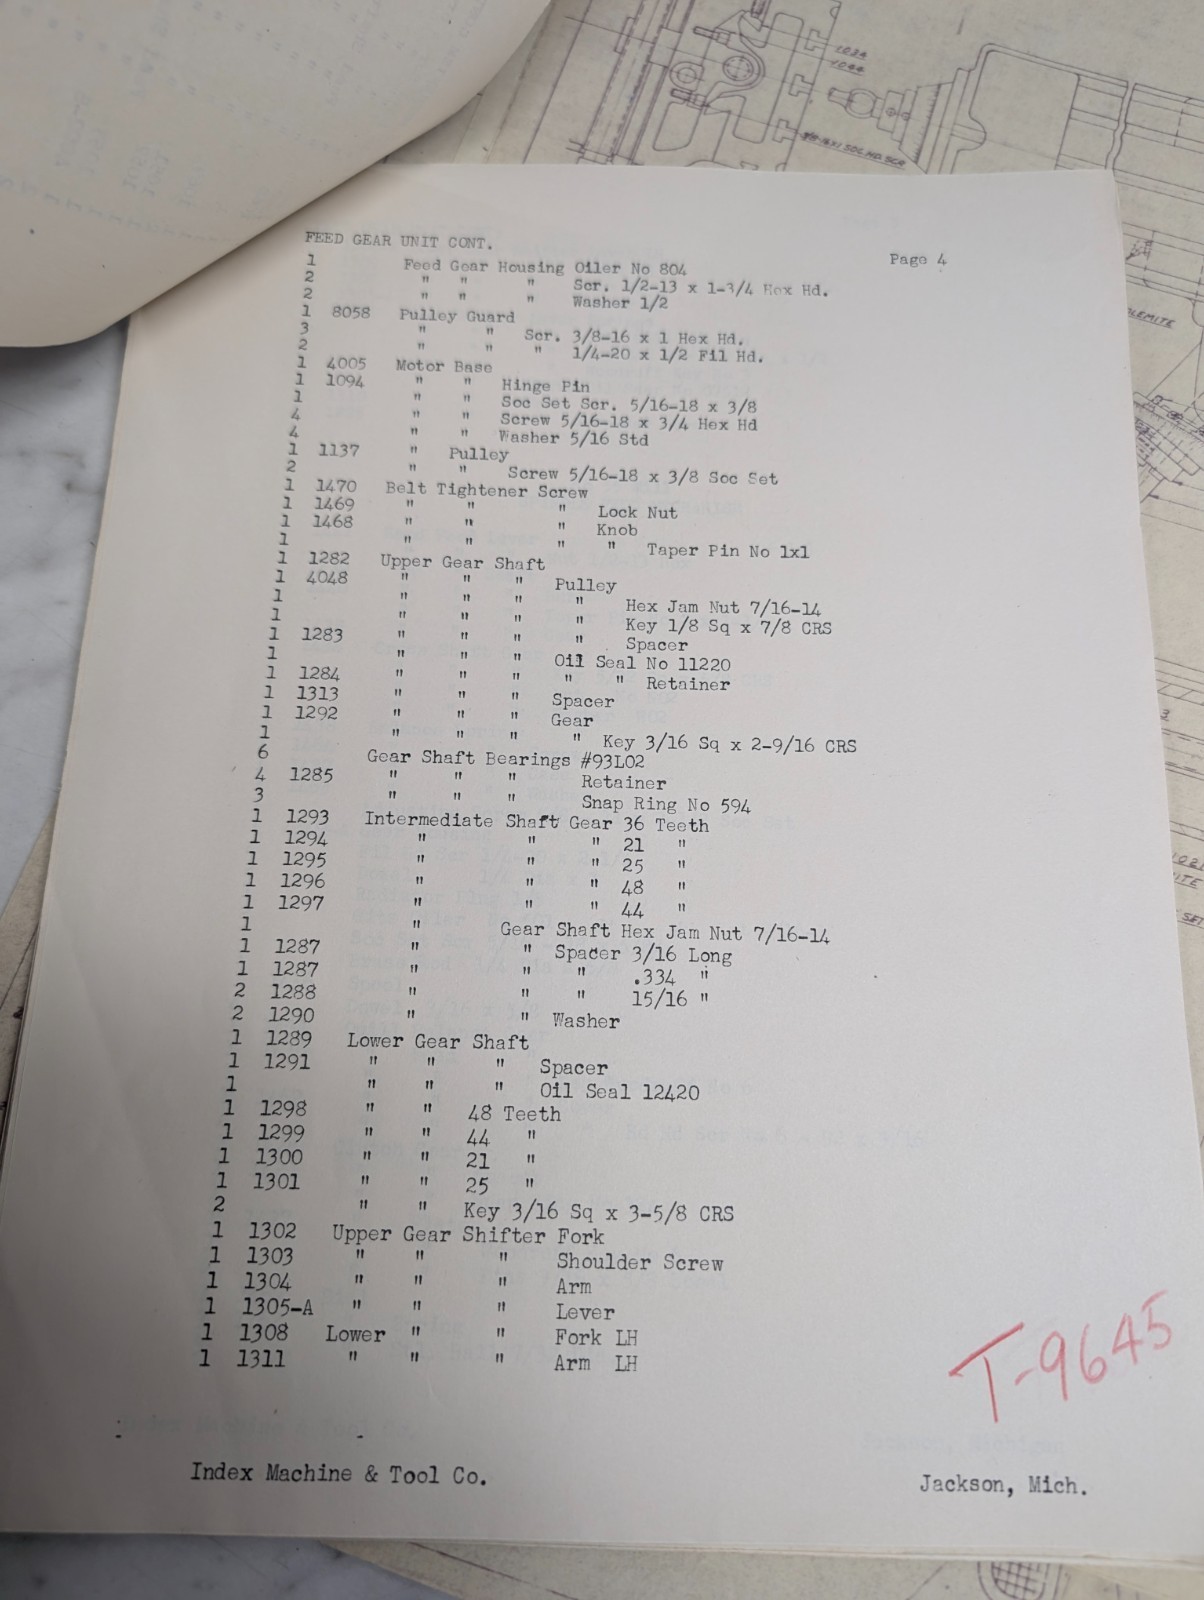 1024
1044
FEED GEAR UNIT CONT.
Page 4
1 Feed Gear Housing Oiler No 804
2 " " " Scr. 1/2-13 x 1-3/4 Hex Hd.
2 " " " Washer 1/2
1 8058 Pulley Guard
3 " " Scr. 3/8-16 x 1 Hex Hd.
2 " " " 1/4-20 x 1/2 Fil Hd.
1 4005 Motor Base
1 1094 " " Hinge Pin
1 " " Soc Set Scr. 5/16-18 x 3/8
4 " " Screw 5/16-18 x 3/4 Hex Hd
4 " " Washer 5/16 Std
1 1137 " Pulley
2 " " Screw 5/16-18 x 3/8 Soc Set
1 1470 Belt Tightener Screw
1 1469 " " " Lock Nut
1 1468 " " " Knob
1 " " " " Taper Pin No 1x1
1 1282 Upper Gear Shaft
1 4048 " " " Pulley
1 " " " " Hex Jam Nut 7/16-14
1 " " " " Key 1/8 Sq x 7/8 CRS
1 1283 " " " " Spacer
1 " " " Oil Seal No 11220
1 1284 " " " " " Retainer
1 1313 " " " Spacer
1 1292 " " " Gear
1 " " " " Key 3/16 Sq x 2-9/16 CRS
6 Gear Shaft Bearings #93L02
4 1285 " " " Retainer
3 " " " Snap Ring No 594
1 1293 Intermediate Shaft Gear 36 Teeth
1 1294 " " " 21 "
1 1295 " " " 25 "
1 1296 " " " 48 "
1 1297 " " " 44 "
1 " Gear Shaft Hex Jam Nut 7/16-14
1 1287 " " Spacer 3/16 Long
1 1287 " " " .334 "
2 1288 " " " 15/16 "
2 1290 " " Washer
1 1289 Lower Gear Shaft
1 1291 " " " Spacer
1 " " " Oil Seal 12420
1 1298 " " 48 Teeth
1 1299 " " 44 "
1 1300 " " 21 "
1 1301 " " 25 "
2 " " Key 3/16 Sq x 3-5/8 CRS
1 1302 Upper Gear Shifter Fork
1 1303 " " " Shoulder Screw
1 1304 " " " Arm
1 1305-A " " " Lever
1 1308 Lower " " Fork LH
1 1311 " " " Arm LH
T-9645
Index Machine & Tool Co.
Jackson, Mich.